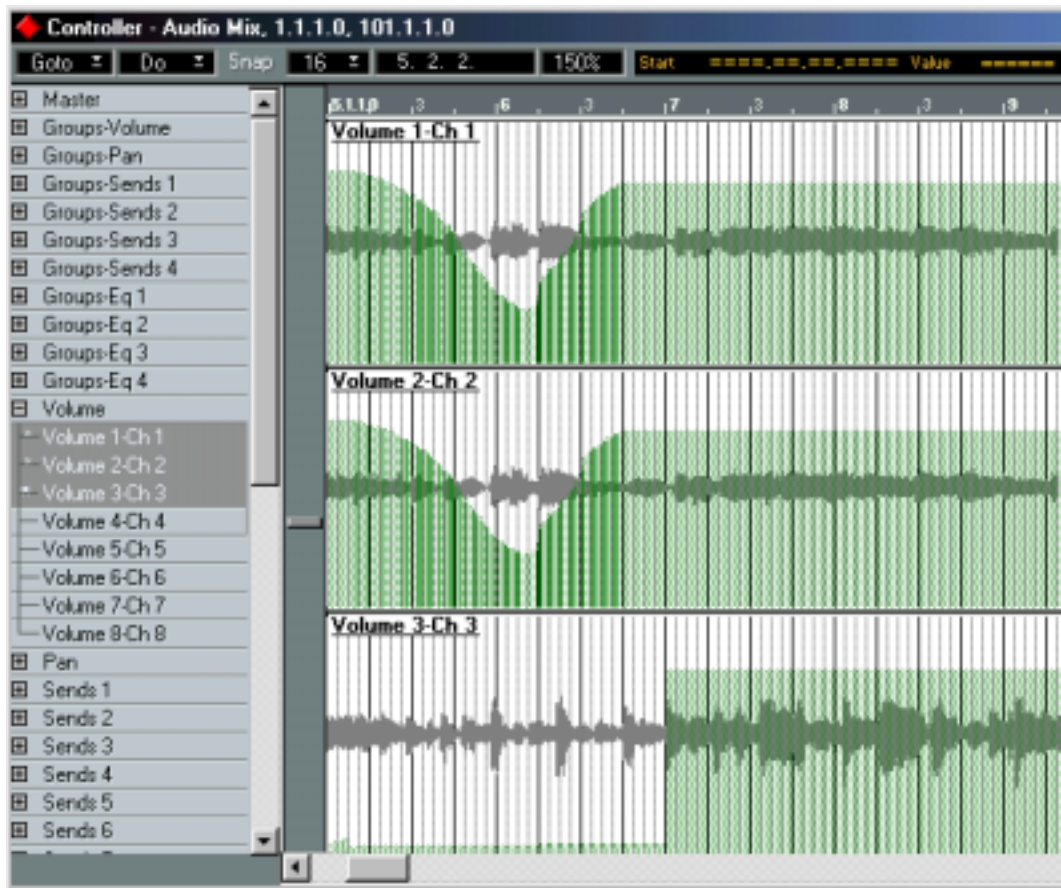 Controller - Audio Mix, 1.1.1.0, 101.1.1.0
Goto Do Snap 16 5. 2. 2. 150% Start ====.==.==.==== Value ======
Master
Groups-Volume
Groups-Pan
Groups-Sends 1
Groups-Sends 2
Groups-Sends 3
Groups-Sends 4
Groups-Eq 1
Groups-Eq 2
Groups-Eq 3
Groups-Eq 4
Volume
Volume 1-Ch 1
Volume 2-Ch 2
Volume 3-Ch 3
Volume 4-Ch 4
Volume 5-Ch 5
Volume 6-Ch 6
Volume 7-Ch 7
Volume 8-Ch 8
Pan
Sends 1
Sends 2
Sends 3
Sends 4
Sends 5
Sends 6
5.1.1.0 3 6 3 7 3 8 3 9
Volume 1-Ch 1
Volume 2-Ch 2
Volume 3-Ch 3